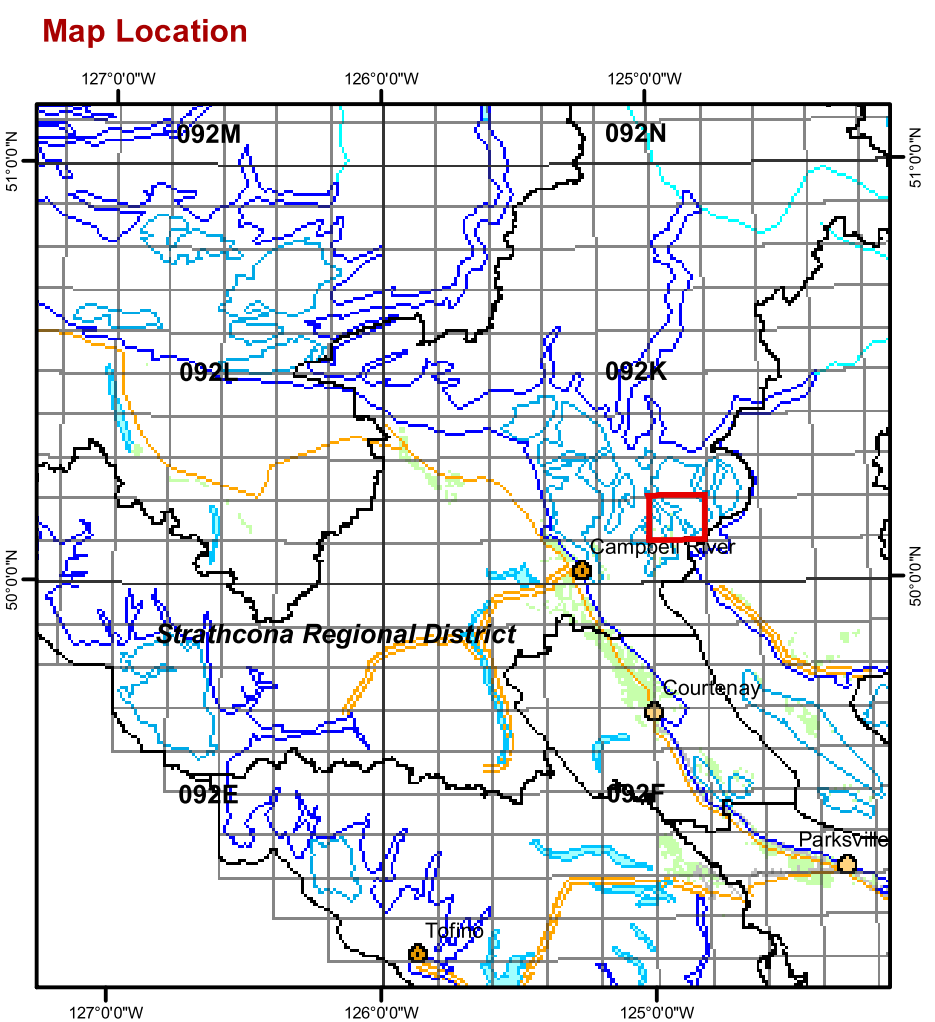 Map Location
127°0'0"W 126°0'0"W 125°0'0"W
092M 092N
51°0'0"N 51°0'0"N
092L 092K
Campbell River
50°0'0"N 50°0'0"N
Strathcona Regional District
Courtenay
092E 092F
Parksville
Tofino
127°0'0"W 126°0'0"W 125°0'0"W